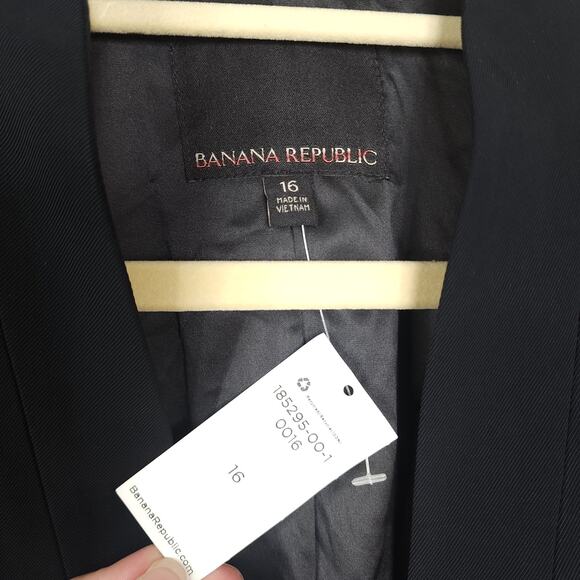 BANANA REPUBLIC
16
MADE IN
VIETNAM
185295-00-1
0016
16
BananaRepublic.com